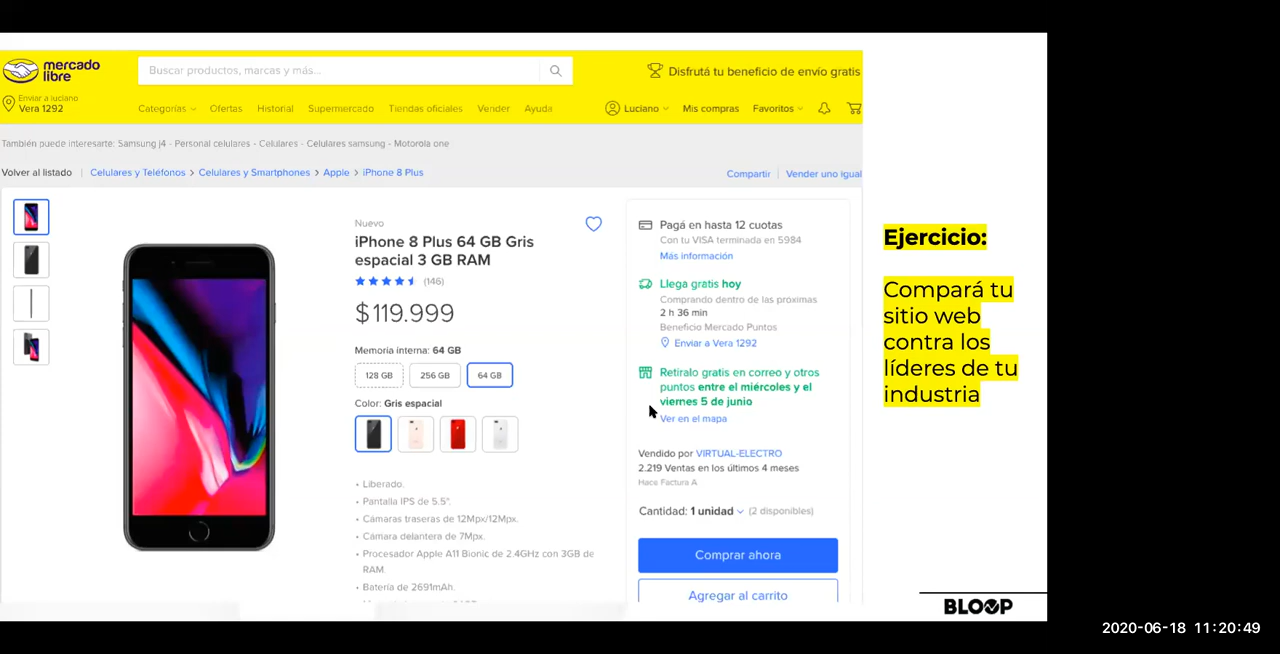 mercado
libre
Buscar productos, marcas y más...
Disfrutá tu beneficio de envío gratis
Enviar a luciano
Vera 1292
Categorías Ofertas Historial Supermercado Tiendas oficiales Vender Ayuda
Luciano Mis compras Favoritos
También puede interesarte: Samsung j4 - Personal celulares - Celulares - Celulares samsung - Motorola one
Volver al listado | Celulares y Teléfonos > Celulares y Smartphones > Apple > iPhone 8 Plus
Compartir | Vender uno igual
Nuevo
iPhone 8 Plus 64 GB Gris
espacial 3 GB RAM
(146)
$119.999
Memoria interna: 64 GB
128 GB 256 GB 64 GB
Color: Gris espacial
• Liberado.
• Pantalla IPS de 5.5".
• Cámaras traseras de 12Mpx/12Mpx.
• Cámara delantera de 7Mpx.
• Procesador Apple A11 Bionic de 2.4GHz con 3GB de
RAM.
• Batería de 2691mAh.
Pagá en hasta 12 cuotas
Con tu VISA terminada en 5984
Más información
Llega gratis hoy
Comprando dentro de las próximas
2 h 36 min
Beneficio Mercado Puntos
Enviar a Vera 1292
Retiralo gratis en correo y otros
puntos entre el miércoles y el
viernes 5 de junio
Ver en el mapa
Vendido por VIRTUAL-ELECTRO
2.219 Ventas en los últimos 4 meses
Hace Factura A
Cantidad: 1 unidad (2 disponibles)
Comprar ahora
Agregar al carrito
Ejercicio:
Compará tu
sitio web
contra los
líderes de tu
industria
BLOOP
2020-06-18 11:20:49